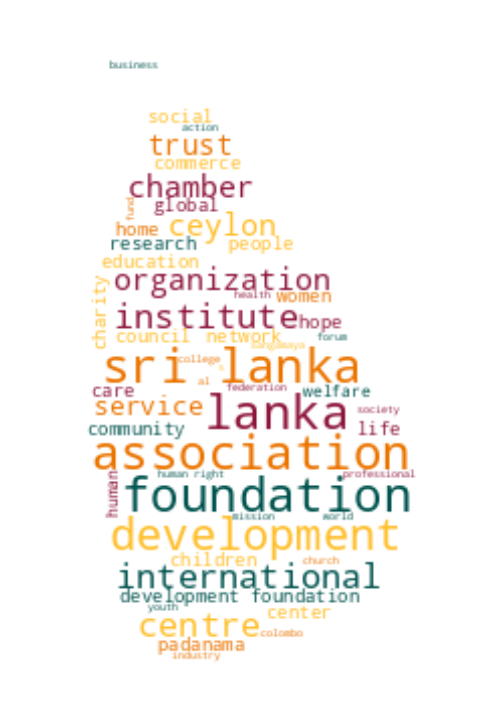 business
social
action
trust
commerce
chamber
fund
global
home
ceylon
research
people
education
organization
charity
health
women
institute
hope
council
network
forum
sangamaya
sri lanka
college
s
al
care
federation
welfare
service
lanka
society
community
life
association
human
human right
professional
foundation
mission
world
development
children
church
international
development foundation
youth
center
centre
colombo
padanama
industry